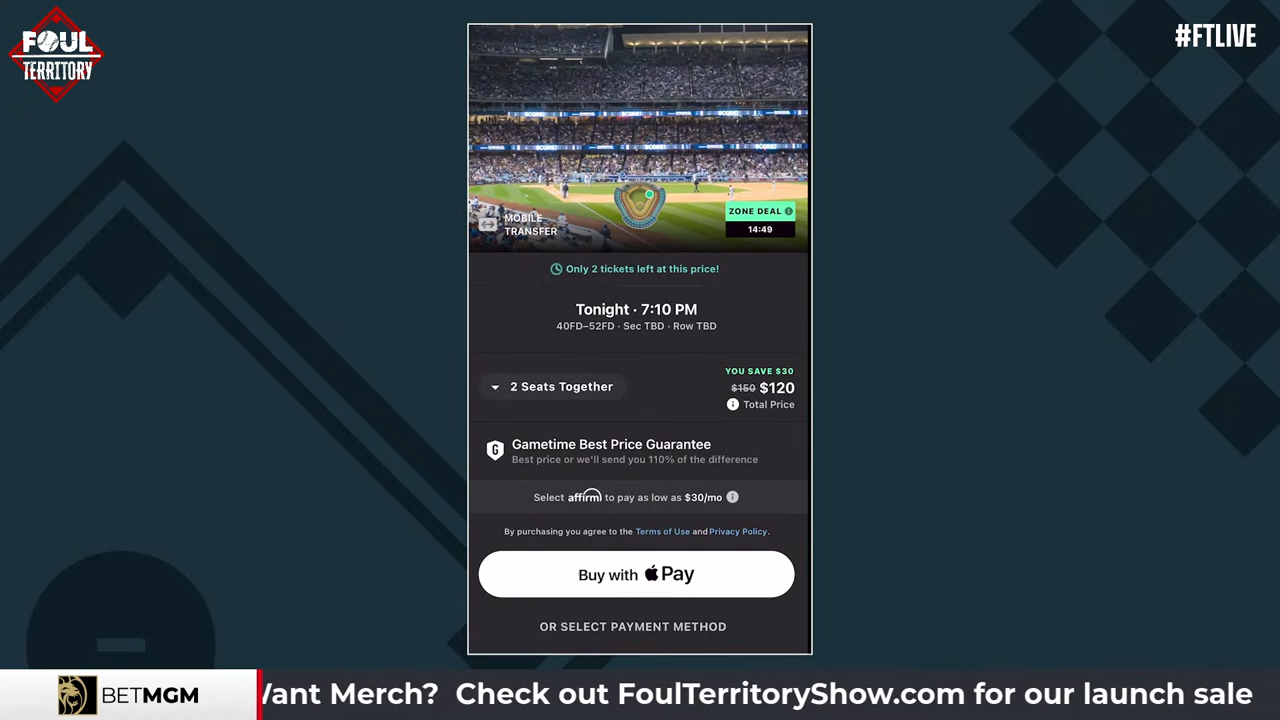 FOUL
TERRITORY
#FTLIVE
MOBILE
TRANSFER
ZONE DEAL
14:49
Only 2 tickets left at this price!
Tonight · 7:10 PM
40FD–52FD · Sec TBD · Row TBD
YOU SAVE $30
2 Seats Together
$150 $120
Total Price
G
Gametime Best Price Guarantee
Best price or we'll send you 110% of the difference
Select affirm to pay as low as $30/mo
By purchasing you agree to the Terms of Use and Privacy Policy.
Buy with Pay
OR SELECT PAYMENT METHOD
BETMGM
Want Merch? Check out FoulTerritoryShow.com for our launch sale